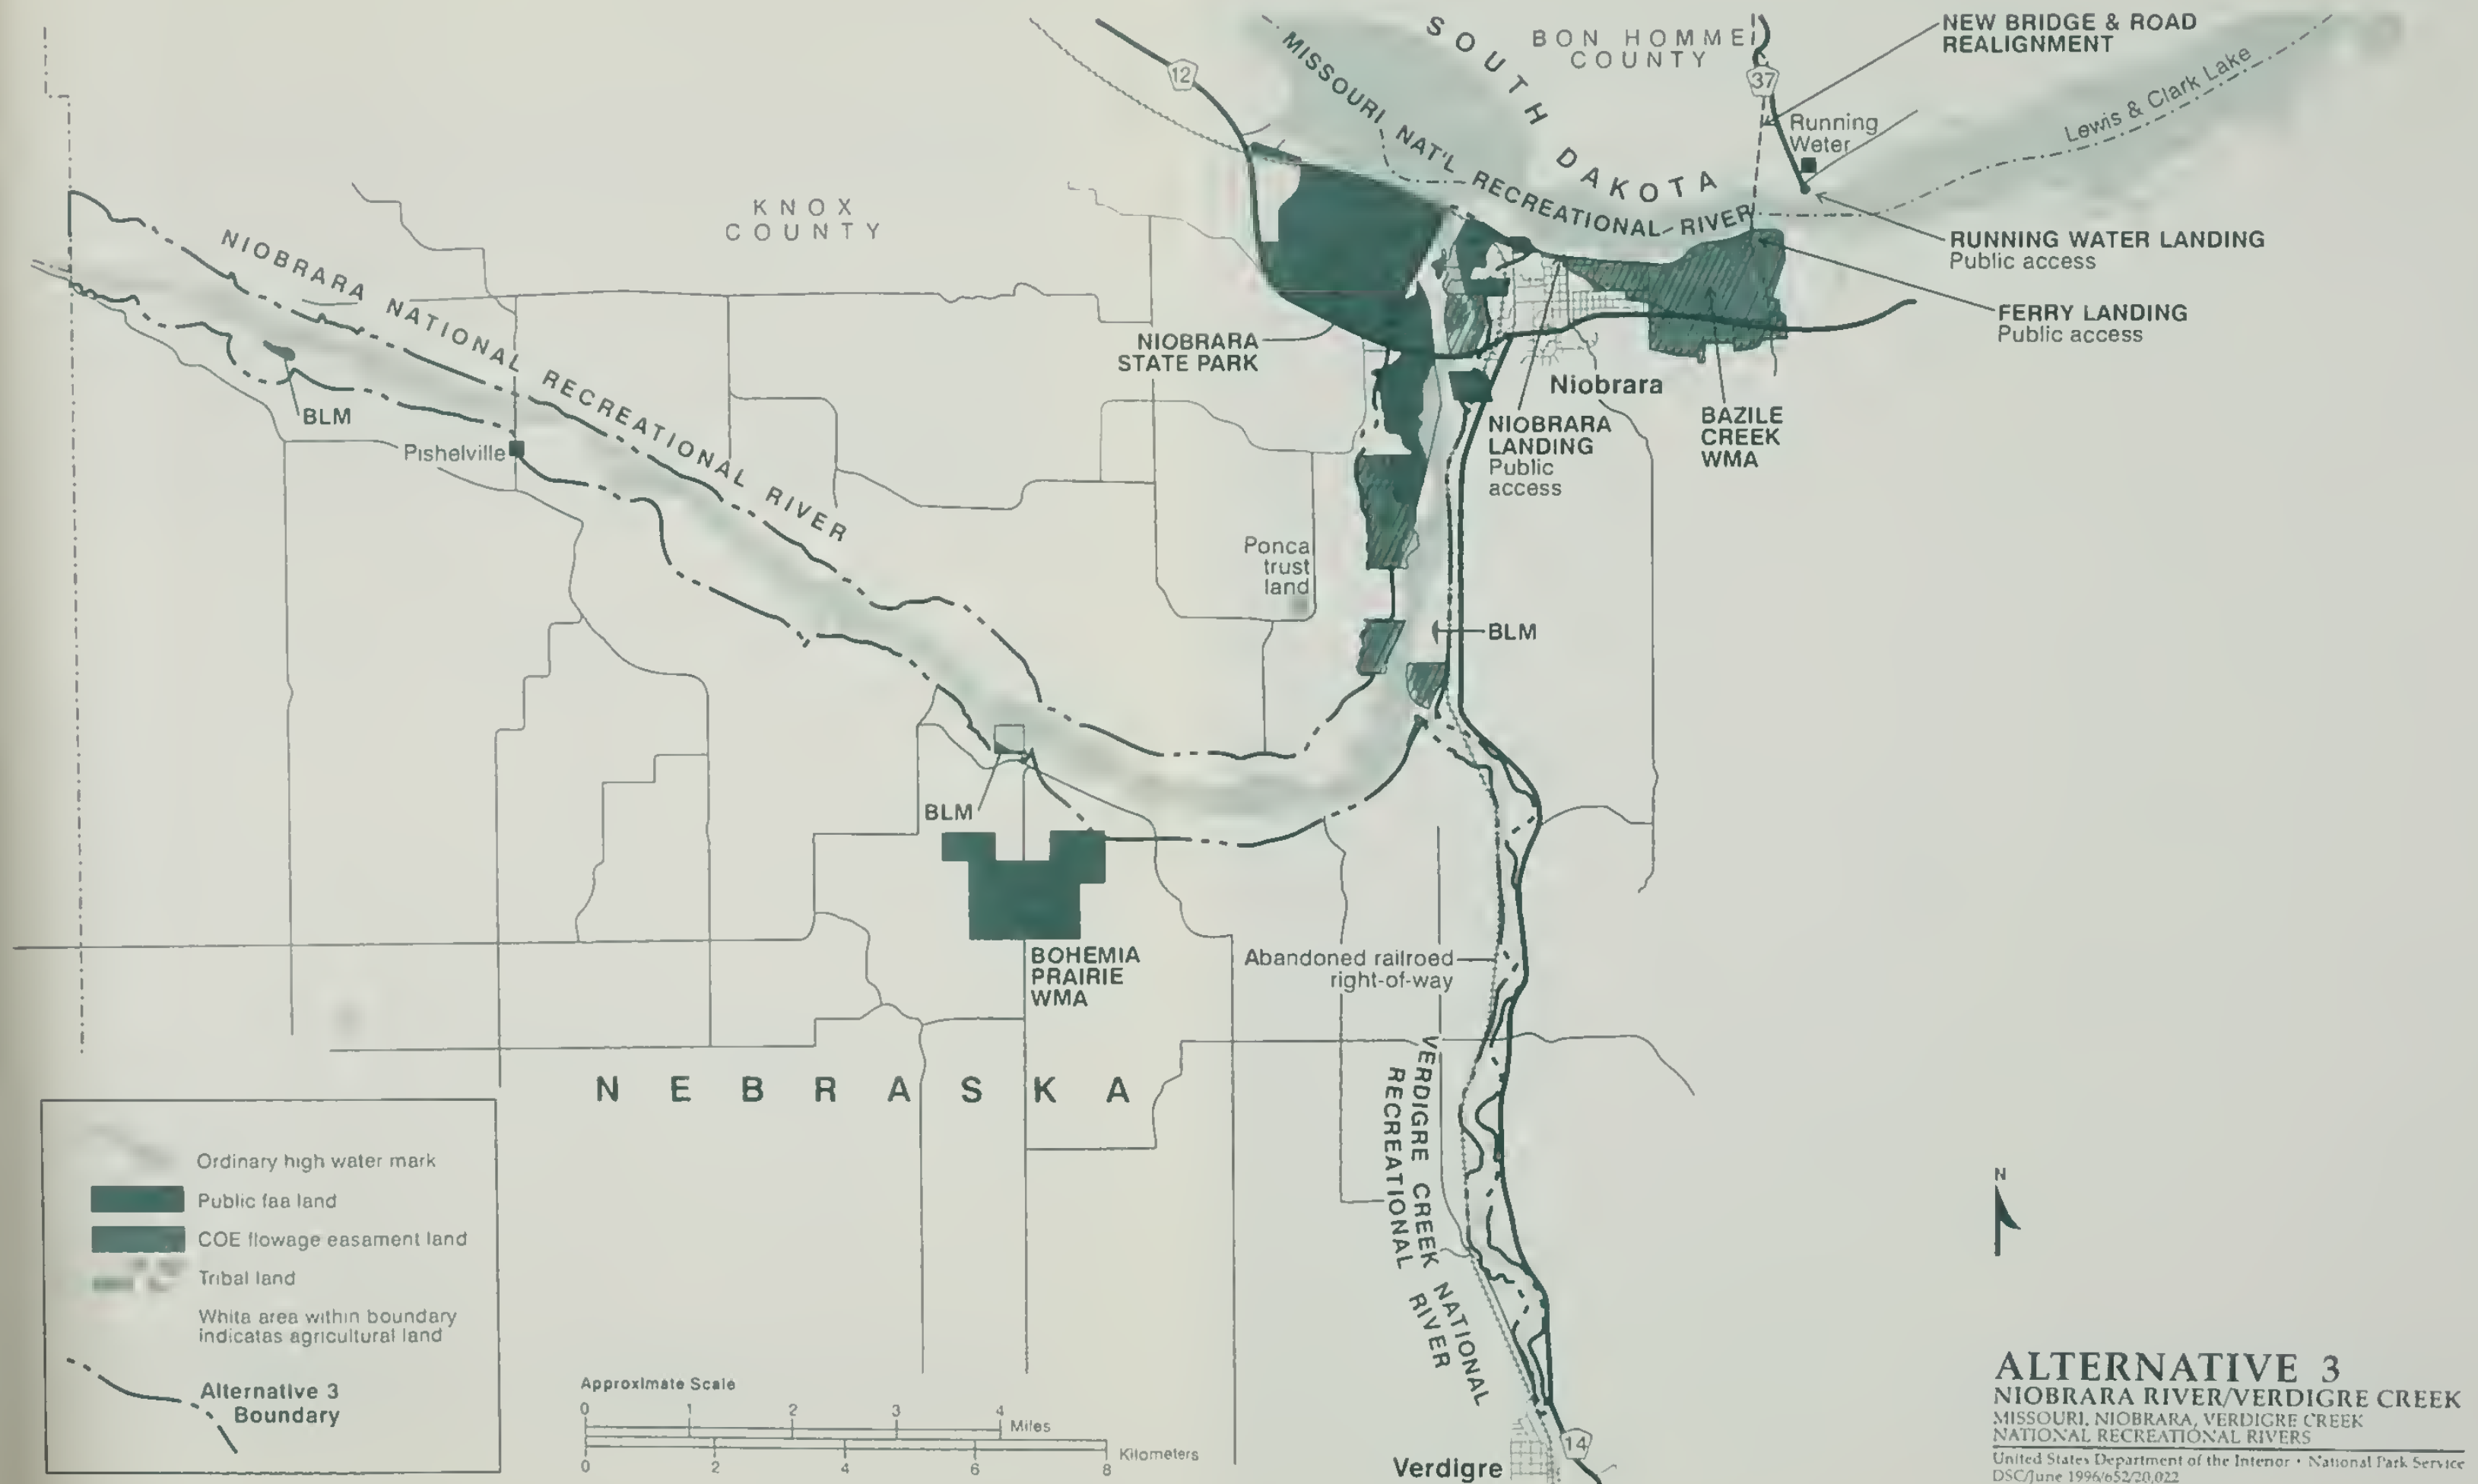 SOUTH DAKOTA
BON HOMME
COUNTY
NEW BRIDGE & ROAD
REALIGNMENT
12
37
MISSOURI NAT'L RECREATIONAL RIVER
Lewis & Clark Lake
Running
Weter
KNOX
COUNTY
NIOBRARA NATIONAL RECREATIONAL RIVER
RUNNING WATER LANDING
Public access
FERRY LANDING
Public access
NIOBRARA
STATE PARK
BLM
Pishelville
Niobrara
NIOBRARA
LANDING
Public
access
BAZILE
CREEK
WMA
Ponca
trust
land
BLM
BLM
BOHEMIA
PRAIRIE
WMA
Abandoned railroed
right-of-way
NEBRASKA
VERDIGRE CREEK NATIONAL
RECREATIONAL RIVER
Ordinary high water mark
Public faa land
COE flowage easament land
Tribal land
Whita area within boundary
indicatas agricultural land
Alternative 3
Boundary
Approximate Scale
0 1 2 3 4
Miles
Kilometers
0 2 4 6 8
14
Verdigre
N
ALTERNATIVE 3
NIOBRARA RIVER/VERDIGRE CREEK
MISSOURI, NIOBRARA, VERDIGRE CREEK
NATIONAL RECREATIONAL RIVERS
United States Department of the Interior • National Park Service
DSC/June 1996/652/20,022